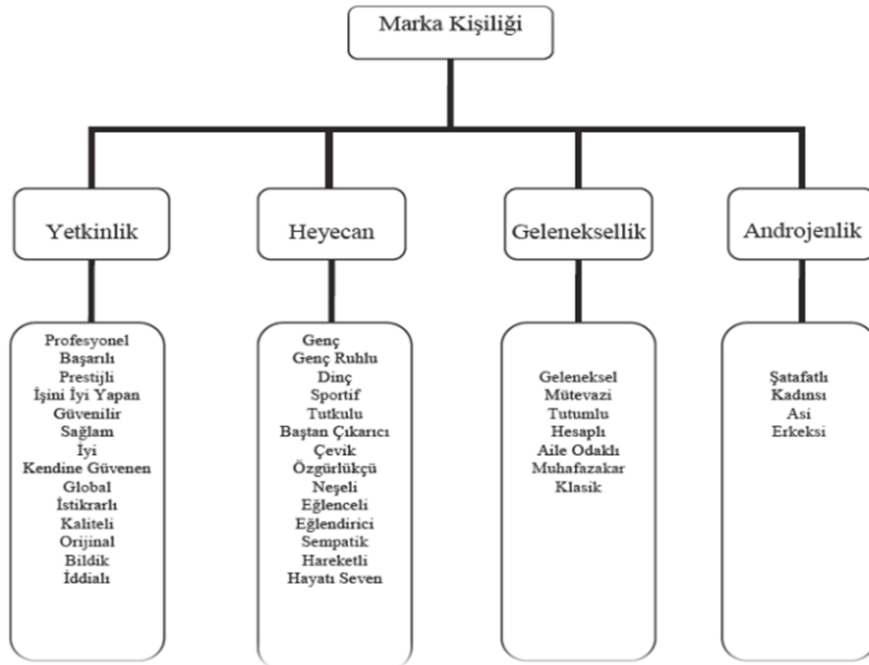 Marka Kişiliği
Yetkinlik
Heyecan
Geleneksellik
Androjenlik
Profesyonel
Başarılı
Prestijli
İşini İyi Yapan
Güvenilir
Sağlam
İyi
Kendine Güvenen
Global
İstikrarlı
Kaliteli
Orijinal
Bildik
İddialı
Genç
Genç Ruhlu
Dinç
Sportif
Tutkulu
Baştan Çıkarıcı
Çevik
Özgürlükçü
Neşeli
Eğlenceli
Eğlendirici
Sempatik
Hareketli
Hayatı Seven
Geleneksel
Mütevazi
Tutumlu
Hesaplı
Aile Odaklı
Muhafazakar
Klasik
Şatafatlı
Kadınsı
Asi
Erkeksi